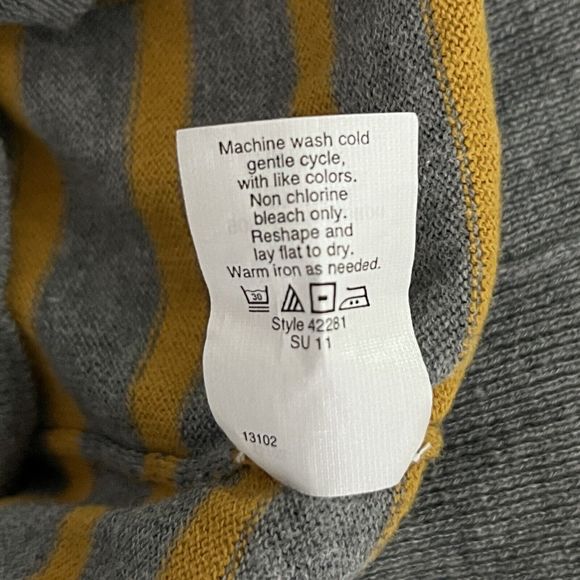 Machine wash cold
gentle cycle,
with like colors.
Non chlorine
bleach only.
Reshape and
lay flat to dry.
Warm iron as needed.
30
Style 42281
SU 11
13102